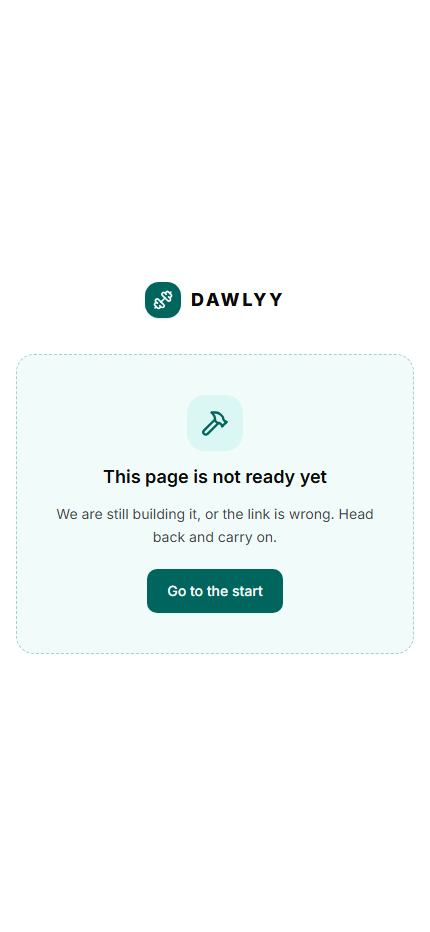 DAWLYY
This page is not ready yet
We are still building it, or the link is wrong. Head
back and carry on.
Go to the start